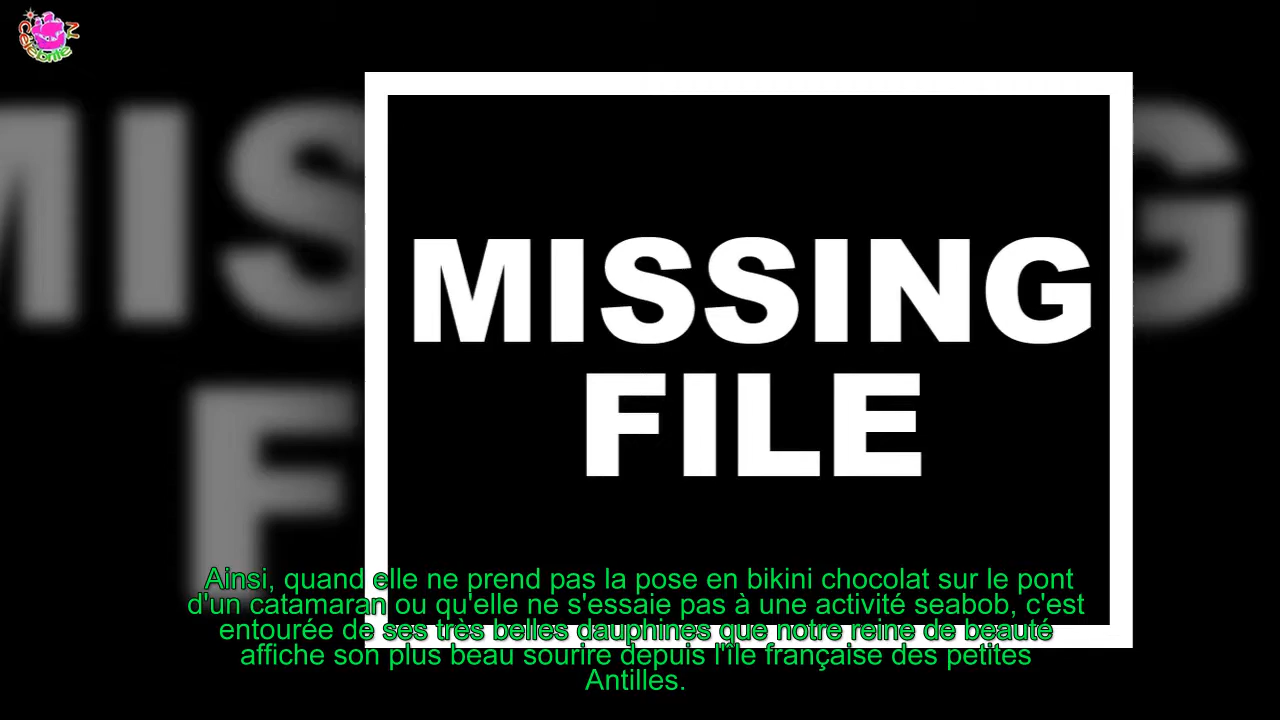 Célébrité
Z
MISSING
FILE
Ainsi, quand elle ne prend pas la pose en bikini chocolat sur le pont
d'un catamaran ou qu'elle ne s'essaie pas à une activité seabob, c'est
entourée de ses très belles dauphines que notre reine de beauté
affiche son plus beau sourire depuis l'île française des petites
Antilles.